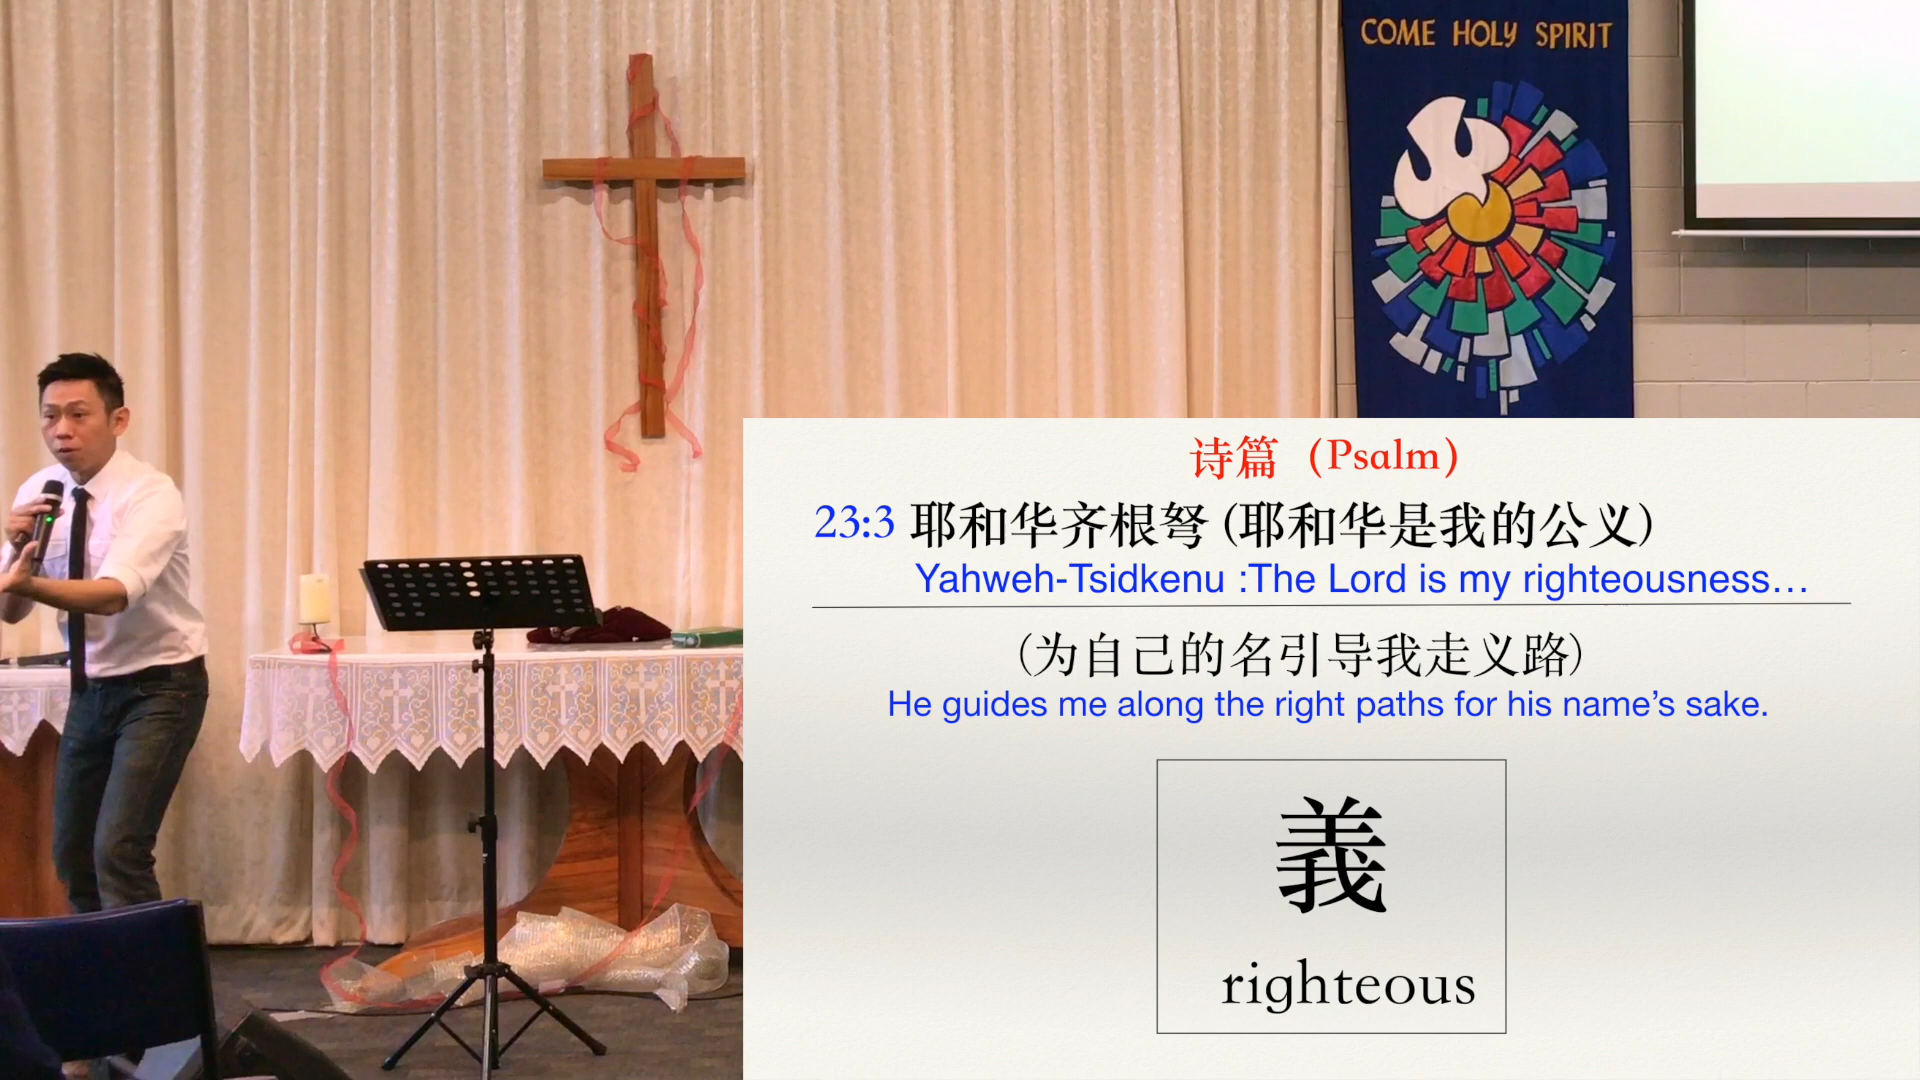 COME HOLY SPIRIT
诗篇（Psalm）
23:3 耶和华齐根弩 (耶和华是我的公义)
Yahweh-Tsidkenu :The Lord is my righteousness…
(为自己的名引导我走义路)
He guides me along the right paths for his name’s sake.
義
righteous